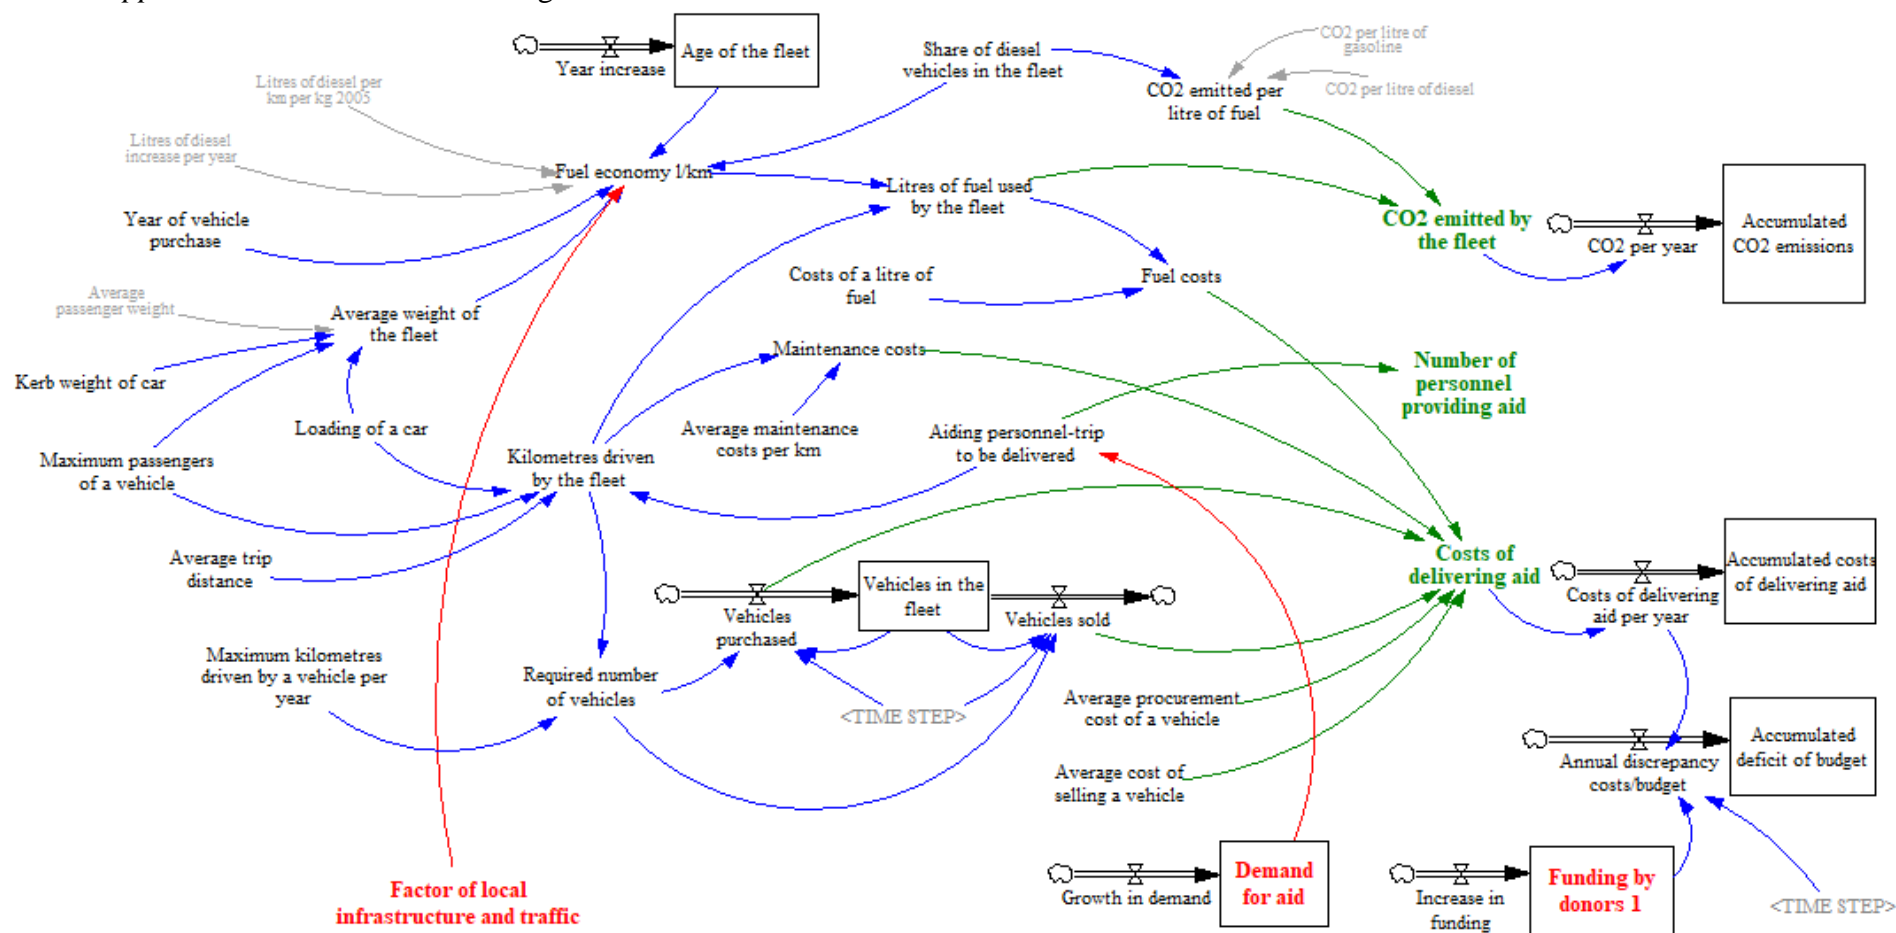 Age of the fleet
Year increase
Share of diesel
vehicles in the fleet
CO2 per litre of
gasoline
CO2 per litre of diesel
CO2 emitted per
litre of fuel
Litres of diesel per
km per kg 2005
Litres of diesel
increase per year
Fuel economy l/km
Litres of fuel used
by the fleet
Year of vehicle
purchase
CO2 emitted by
the fleet
CO2 per year
Accumulated
CO2 emissions
Costs of a litre of
fuel
Fuel costs
Average
passenger weight
Average weight of
the fleet
Maintenance costs
Kerb weight of car
Number of
personnel
providing aid
Loading of a car
Average maintenance
costs per km
Aiding personnel-trip
to be delivered
Maximum passengers
of a vehicle
Kilometres driven
by the fleet
Average trip
distance
Costs of
delivering aid
Costs of delivering
aid per year
Accumulated costs
of delivering aid
Vehicles
purchased
Vehicles in the
fleet
Vehicles sold
Maximum kilometres
driven by a vehicle per
year
Required number
of vehicles
<TIME STEP>
Average procurement
cost of a vehicle
Average cost of
selling a vehicle
Annual discrepancy
costs/budget
Accumulated
deficit of budget
Factor of local
infrastructure and traffic
Growth in demand
Demand
for aid
Increase in
funding
Funding by
donors 1
<TIME STEP>